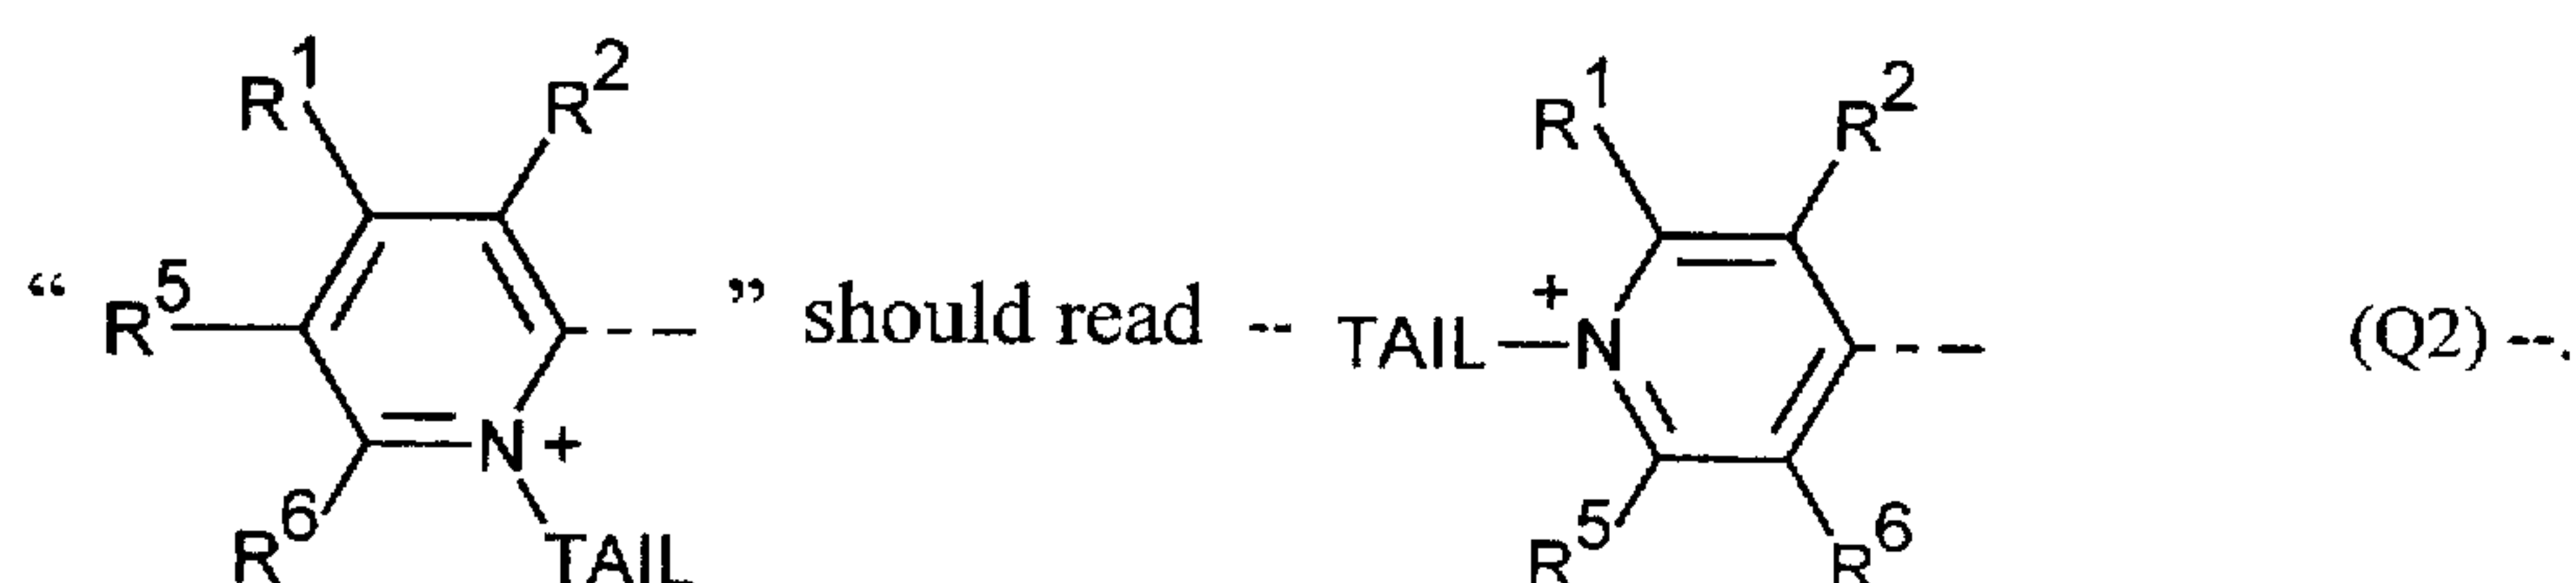 R1 R2 R1 R2
“ R5 ” should read -- TAIL N + (Q2) --.
N +
R6 TAIL R5 R6